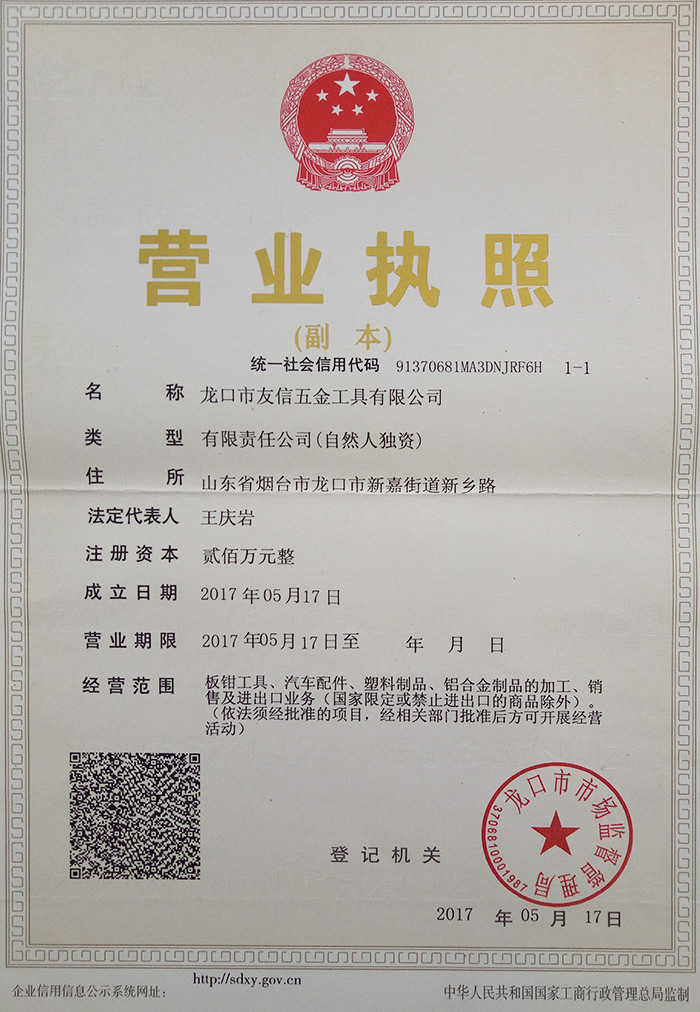 营业执照
(副 本)
统一社会信用代码 91370681MA3DNJRF6H 1-1
名 称 龙口市友信五金工具有限公司
类 型 有限责任公司(自然人独资)
住 所 山东省烟台市龙口市新嘉街道新乡路
法定代表人 王庆岩
注册资本 贰佰万元整
成立日期 2017年05月17日
营业期限 2017年05月17日至 年 月 日
经营范围 板钳工具、汽车配件、塑料制品、铝合金制品的加工、销
售及进出口业务（国家限定或禁止进出口的商品除外）。
（依法须经批准的项目，经相关部门批准后方可开展经营
活动）
龙口市市场监督管理局
3706810001987
登记机关
2017 年 05 月 17日
企业信用信息公示系统网址： http://sdxy.gov.cn
中华人民共和国国家工商行政管理总局监制